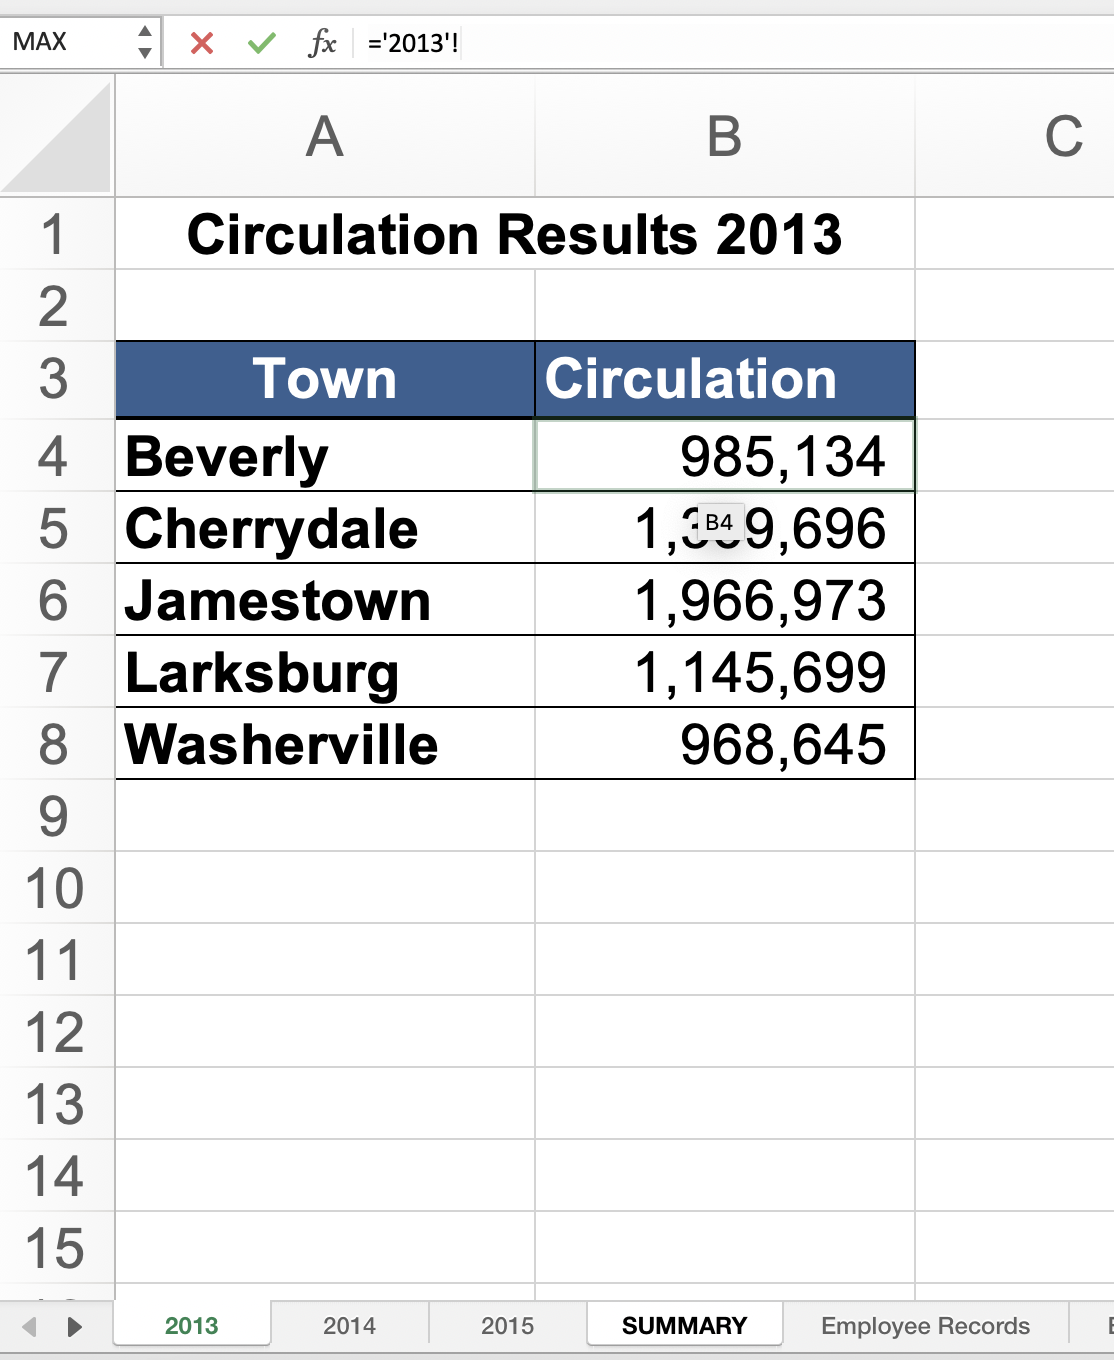 MAX fx ='2013'!
A B C
1 Circulation Results 2013
2
3 Town Circulation
4 Beverly 985,134
5 Cherrydale B4 9,696
6 Jamestown 1,966,973
7 Larksburg 1,145,699
8 Washerville 968,645
9
10
11
12
13
14
15
2013 2014 2015 SUMMARY Employee Records